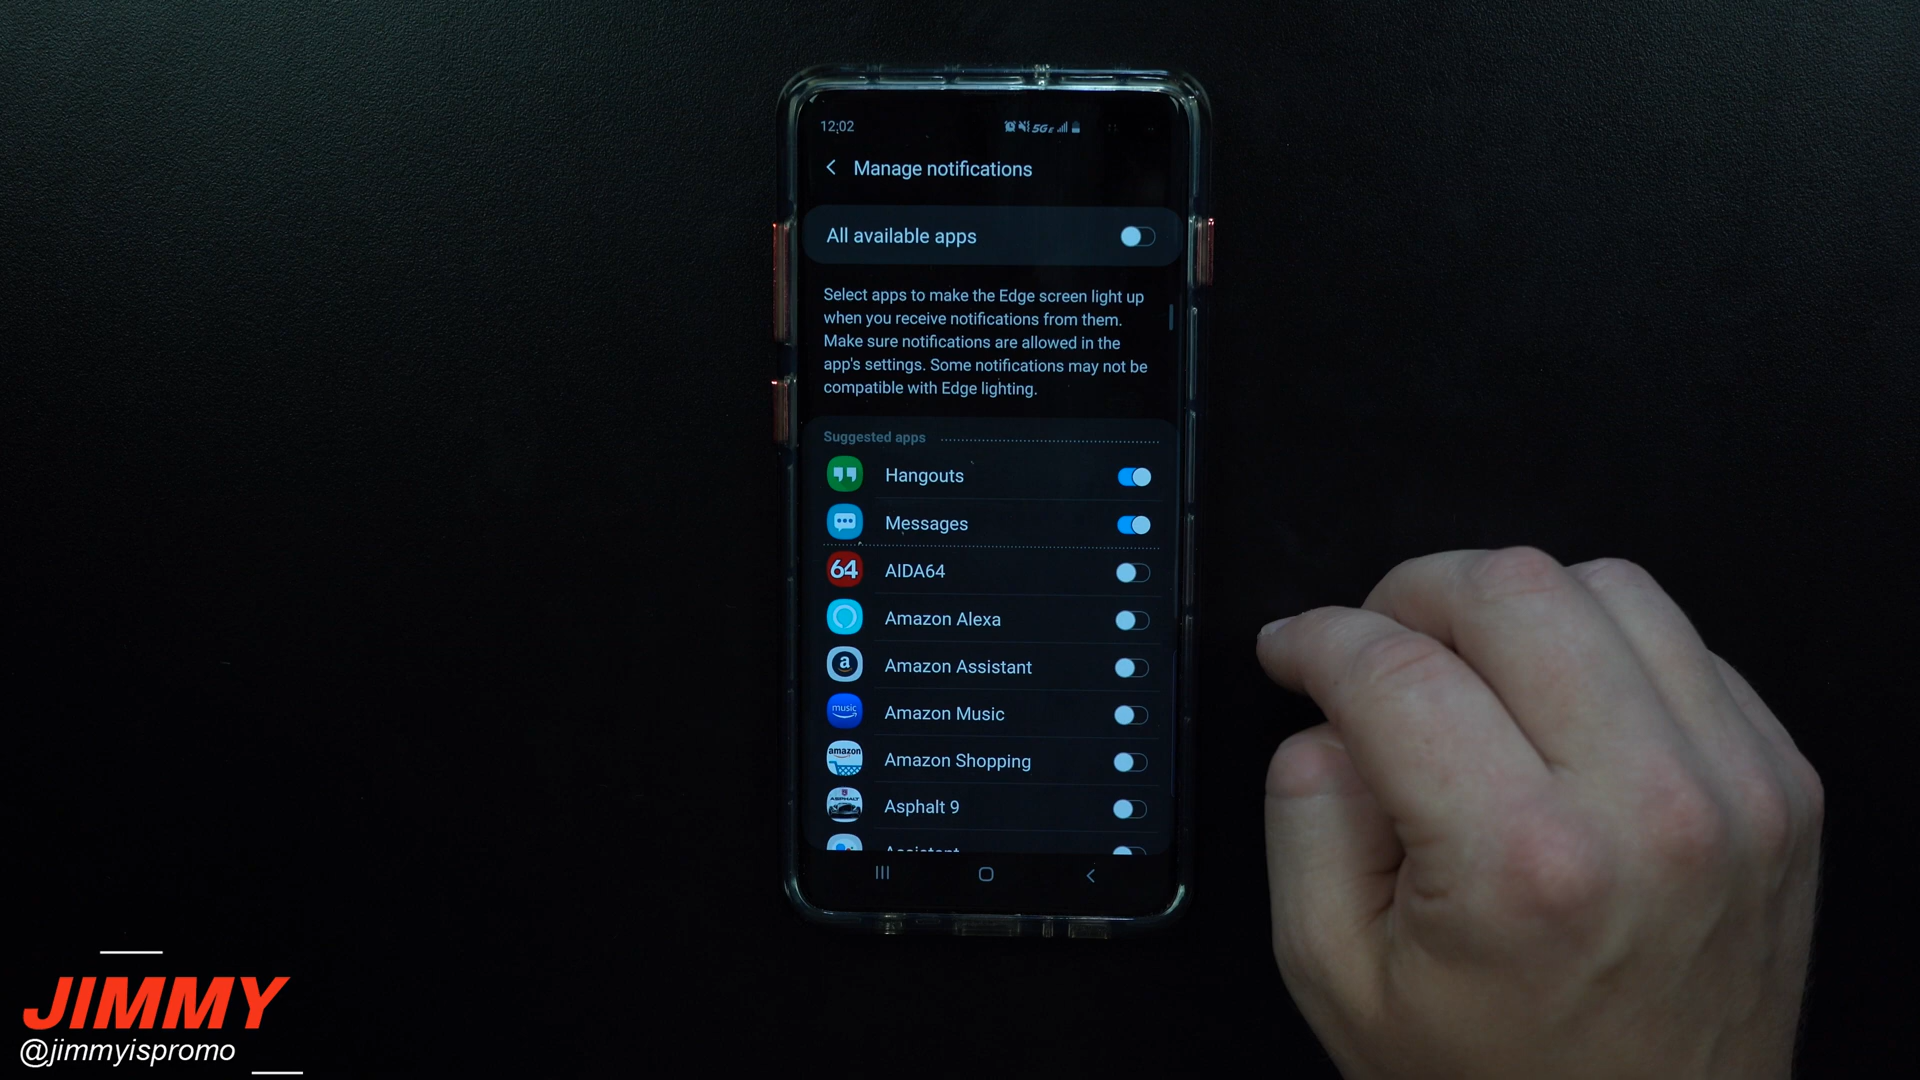 12:02
5GE
Manage notifications
All available apps
Select apps to make the Edge screen light up
when you receive notifications from them.
Make sure notifications are allowed in the
app's settings. Some notifications may not be
compatible with Edge lighting.
Suggested apps
Hangouts
Messages
64 AIDA64
Amazon Alexa
a Amazon Assistant
music Amazon Music
amazon Amazon Shopping
ASPHALT Asphalt 9
Assistant
JIMMY
@jimmyispromo